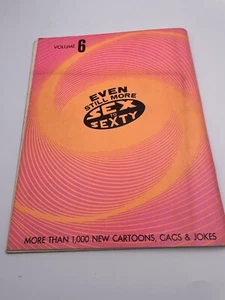 VOLUME 6
EVEN
STILL MORE
SEX
TO
SEXTY
MORE THAN 1,000 NEW CARTOONS, GAGS & JOKES